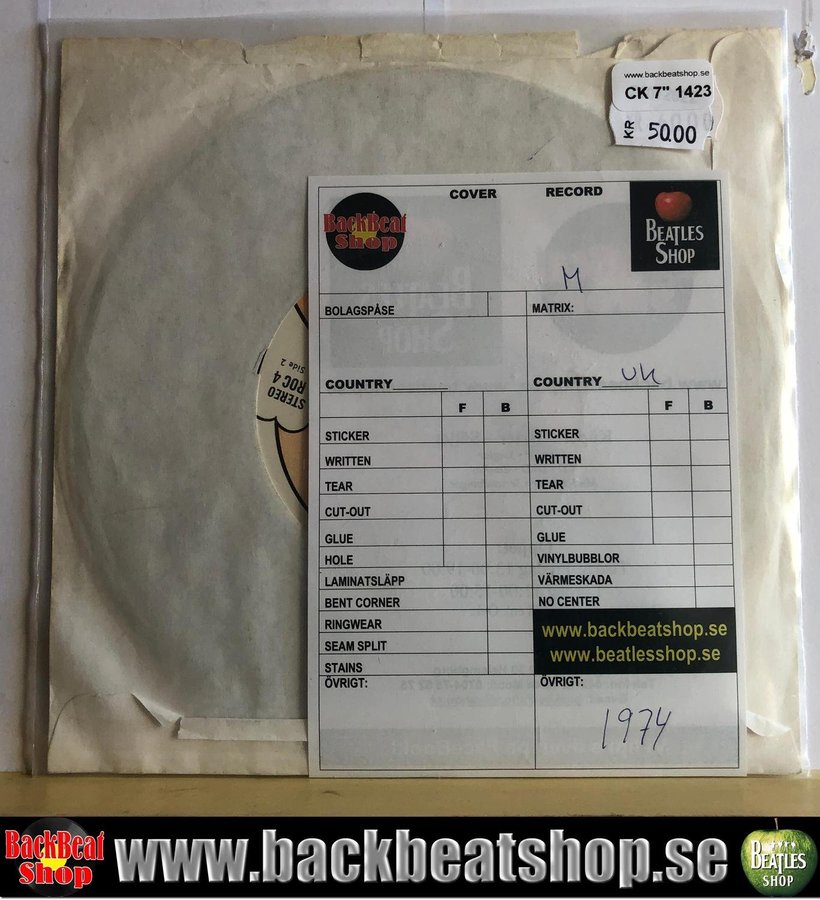 www.backbeatshop.se
CK 7" 1423
KR 50.00
COVER RECORD
BackBeat
Shop
BEATLES
SHOP
M
BOLAGSPÅSE MATRIX:
STEREO
ROC 4
Side 2
COUNTRY COUNTRY UK
F B F B
STICKER STICKER
WRITTEN WRITTEN
TEAR TEAR
CUT-OUT CUT-OUT
GLUE GLUE
HOLE VINYLBUBBLOR
LAMINATSLÄPP VÄRMESKADA
BENT CORNER NO CENTER
RINGWEAR
SEAM SPLIT
STAINS
www.backbeatshop.se
www.beatlesshop.se
ÖVRIGT: ÖVRIGT:
1974
BackBeat
Shop
www.backbeatshop.se
BEATLES
SHOP